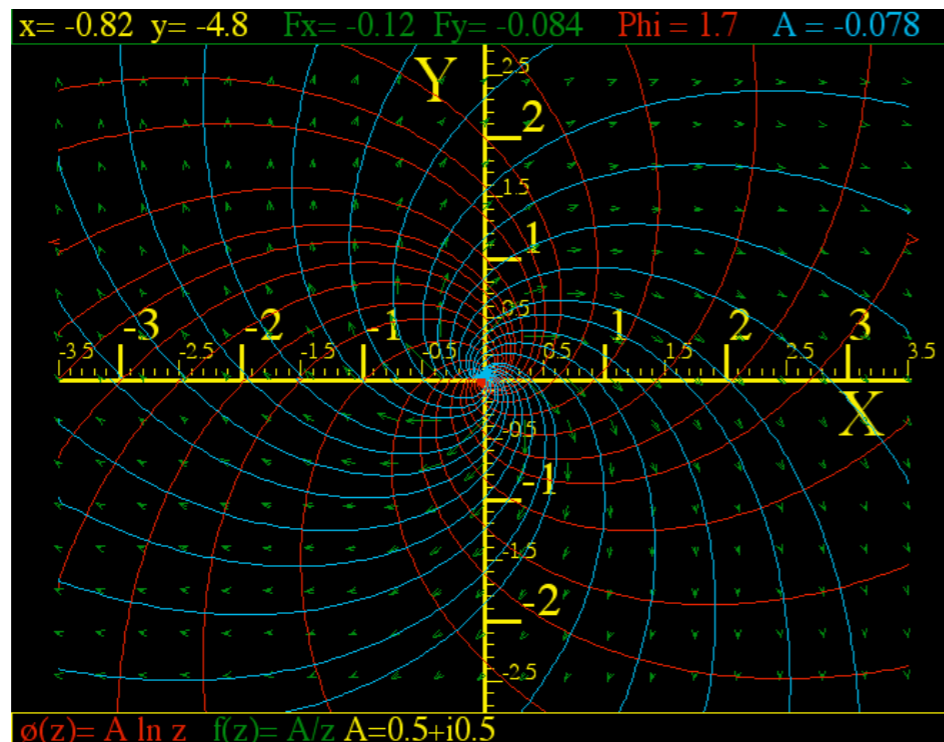 x= -0.82 y= -4.8 Fx= -0.12 Fy= -0.084 Phi = 1.7 A = -0.078
2.5
Y
2
1.5
1
0.5
-3 -2 -1 1 2 3
-3.5 -2.5 -1.5 -0.5 0.5 1.5 2.5 3.5
X
-0.5
-1
-1.5
-2
-2.5
ø(z)= A ln z f(z)= A/z A=0.5+i0.5